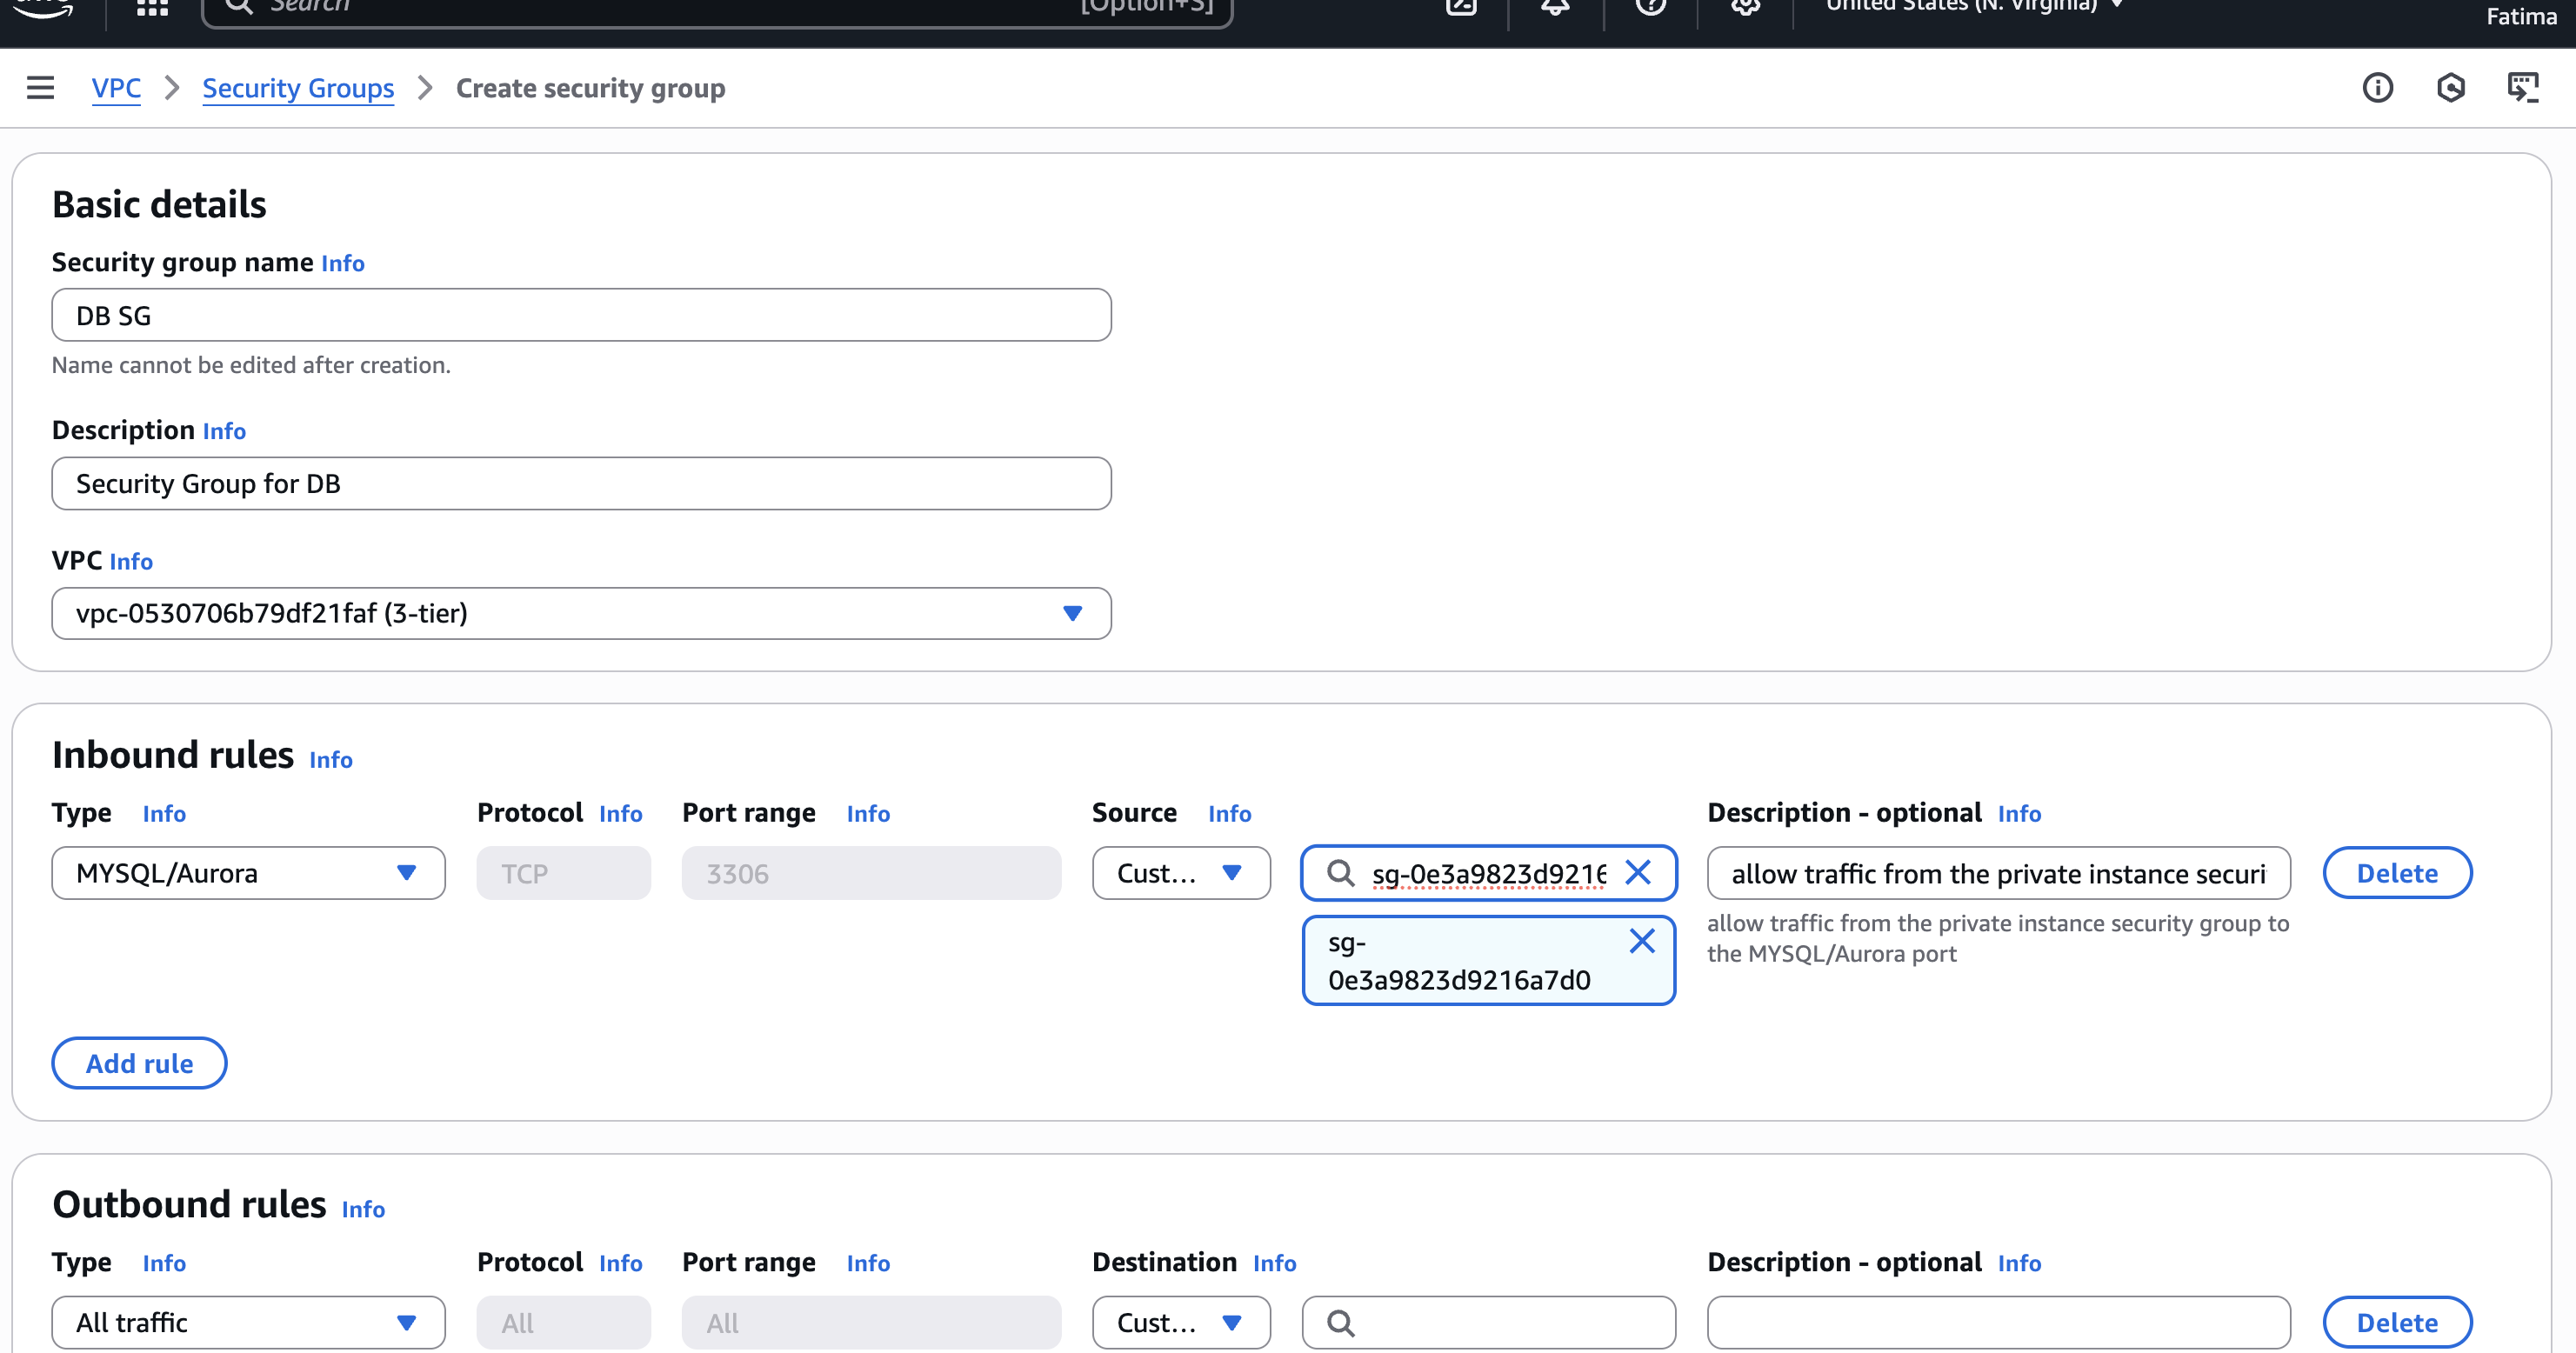 Search [Option+S] United States (N. Virginia) Fatima
VPC Security Groups Create security group
Basic details
Security group name Info
DB SG
Name cannot be edited after creation.
Description Info
Security Group for DB
VPC Info
vpc-0530706b79df21faf (3-tier)
Inbound rules Info
Type Info Protocol Info Port range Info Source Info Description - optional Info
MYSQL/Aurora TCP 3306 Cust... sg-0e3a9823d9216 allow traffic from the private instance securi Delete
allow traffic from the private instance security group to
the MYSQL/Aurora port
sg-
0e3a9823d9216a7d0
Add rule
Outbound rules Info
Type Info Protocol Info Port range Info Destination Info Description - optional Info
All traffic All All Cust... Delete